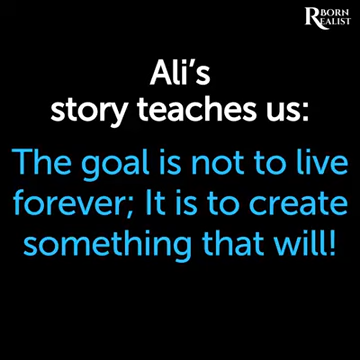 BORN
REALIST
Ali's
story teaches us:
The goal is not to live
forever; It is to create
something that will!